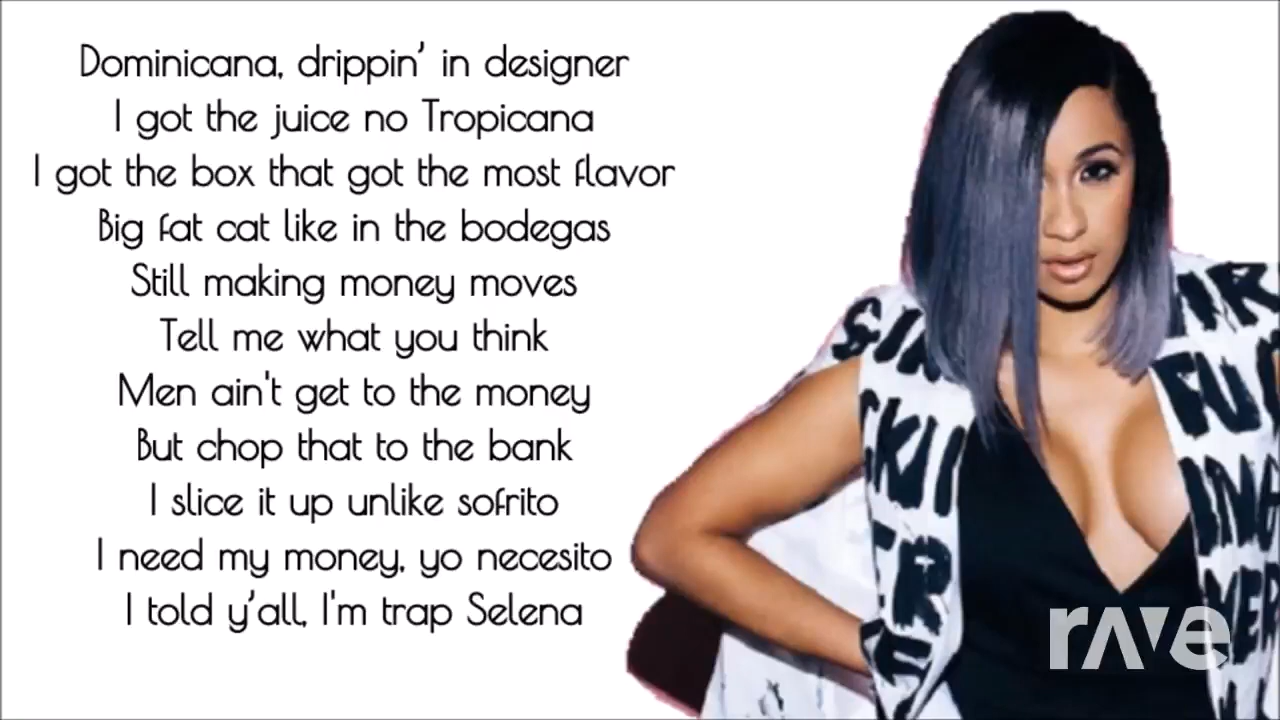 Dominicana, drippin’ in designer
I got the juice no Tropicana
I got the box that got the most flavor
Big fat cat like in the bodegas
Still making money moves
Tell me what you think
Men ain't get to the money
But chop that to the bank
I slice it up unlike sofrito
I need my money, yo necesito
I told y’all, I'm trap Selena
rave